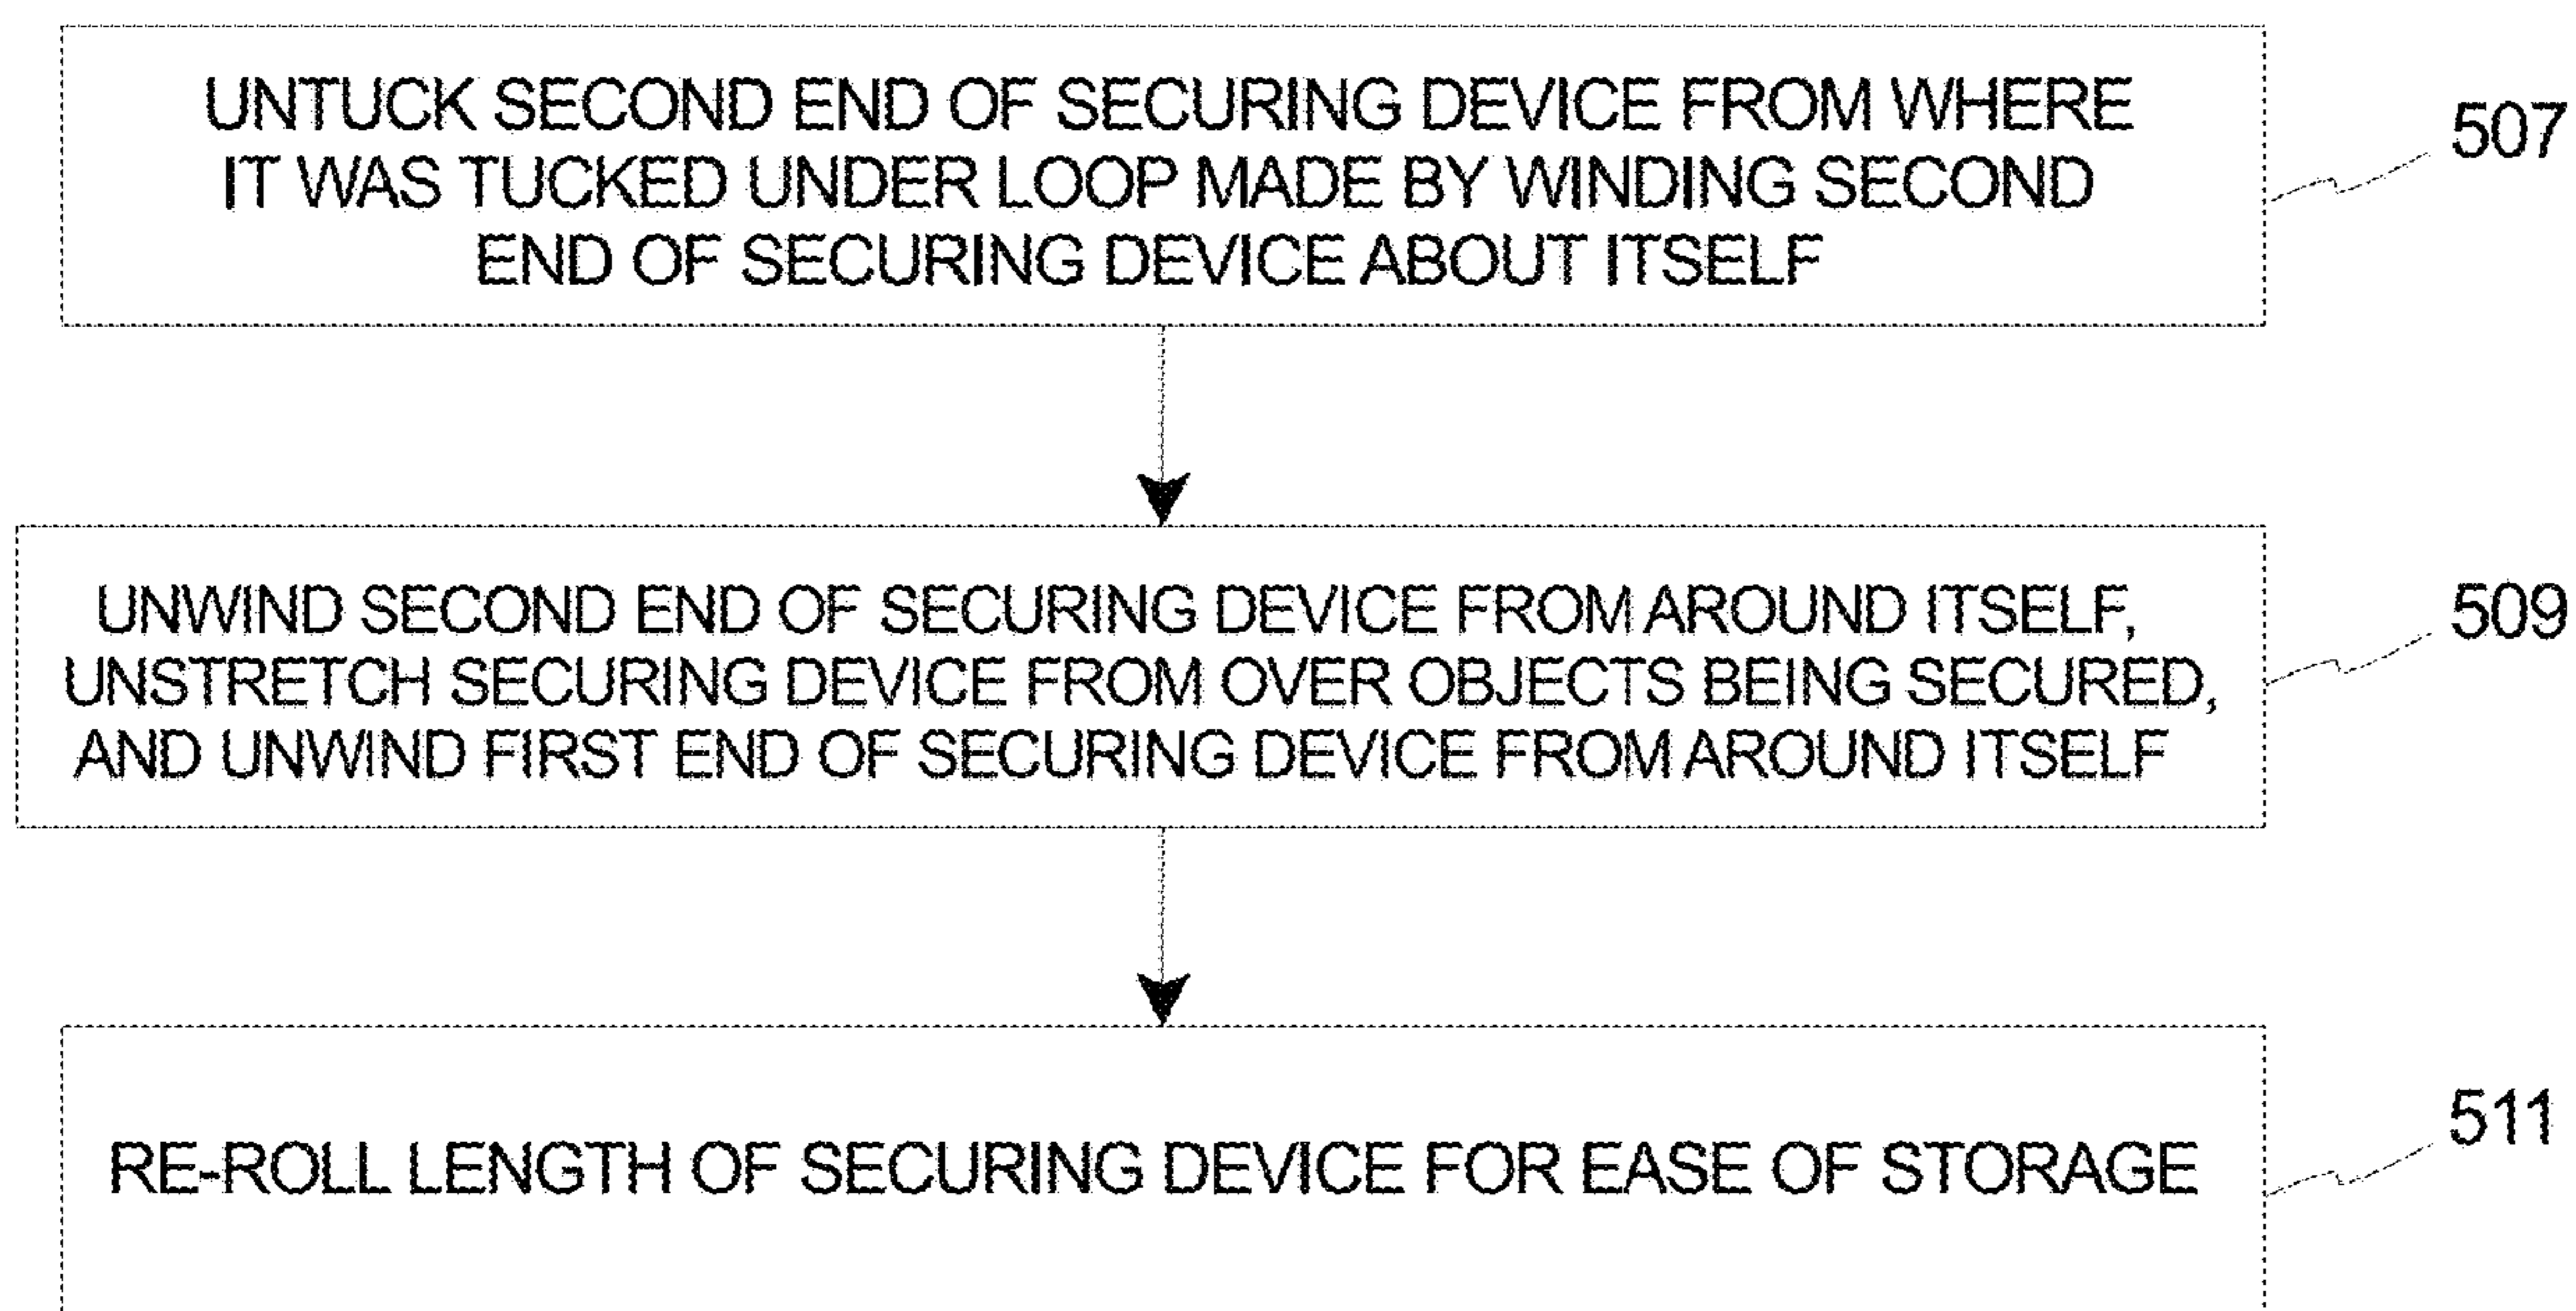 UNTUCK SECOND END OF SECURING DEVICE FROM WHERE
IT WAS TUCKED UNDER LOOP MADE BY WINDING SECOND
END OF SECURING DEVICE ABOUT ITSELF
507
UNWIND SECOND END OF SECURING DEVICE FROM AROUND ITSELF,
UNSTRETCH SECURING DEVICE FROM OVER OBJECTS BEING SECURED,
AND UNWIND FIRST END OF SECURING DEVICE FROM AROUND ITSELF
509
RE-ROLL LENGTH OF SECURING DEVICE FOR EASE OF STORAGE
511